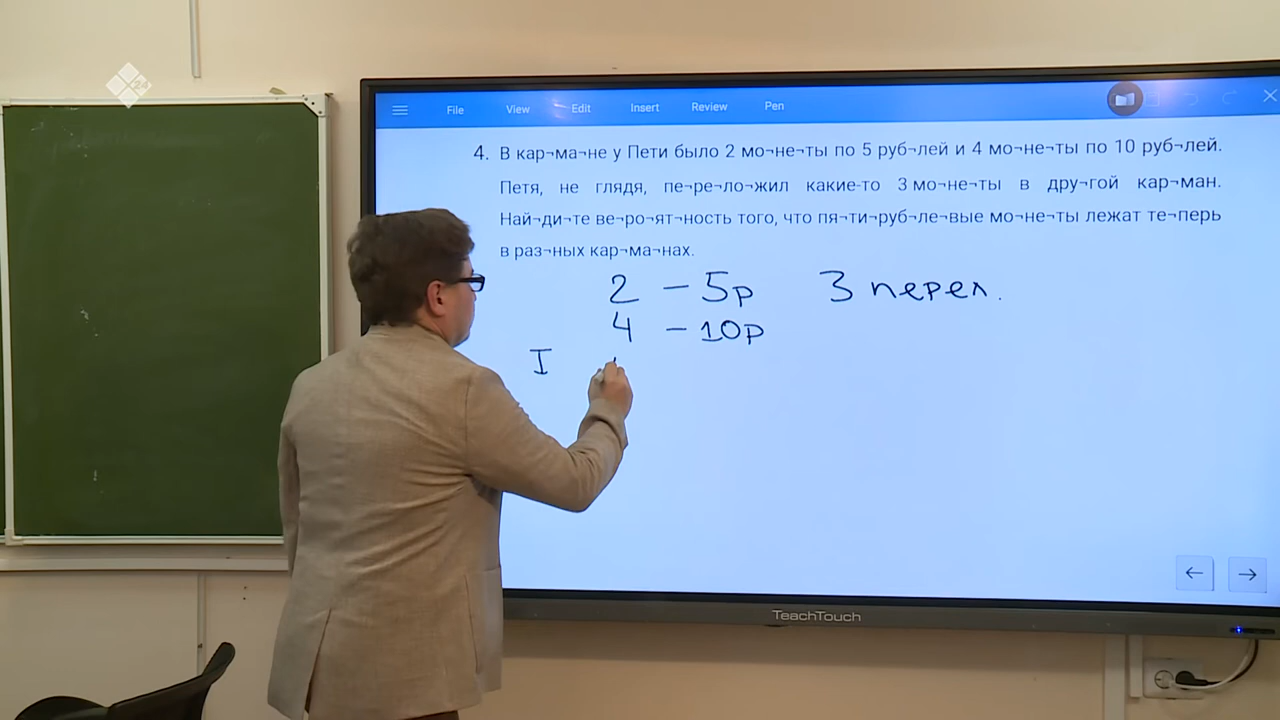 24
File View Edit Insert Review Pen
4. В кар¬ма¬не у Пети было 2 мо¬не¬ты по 5 руб¬лей и 4 мо¬не¬ты по 10 руб¬лей.
Петя, не глядя, пе¬ре¬ло¬жил какие-то 3 мо¬не¬ты в дру¬гой кар¬ман.
Най¬ди¬те ве¬ро¬ят¬ность того, что пя¬ти¬руб¬ле¬вые мо¬не¬ты лежат те¬перь
в раз¬ных кар¬ма¬нах.
2 – 5р 3 перел.
4 – 10р
I
TeachTouch